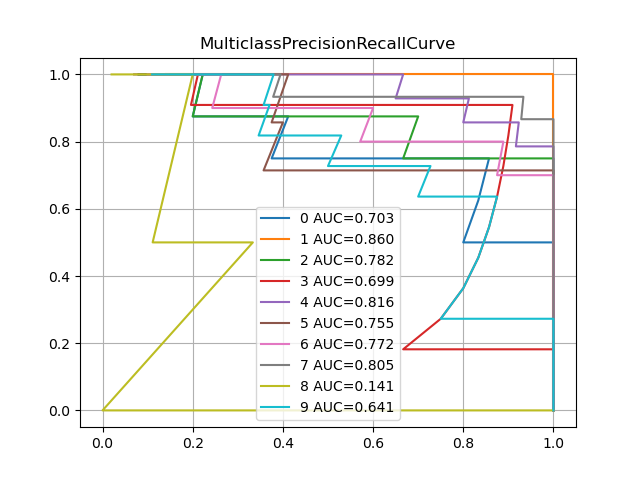 MulticlassPrecisionRecallCurve
1.0
0.8
0.6
0.4
0.2
0.0
0 AUC=0.703
1 AUC=0.860
2 AUC=0.782
3 AUC=0.699
4 AUC=0.816
5 AUC=0.755
6 AUC=0.772
7 AUC=0.805
8 AUC=0.141
9 AUC=0.641
0.0 0.2 0.4 0.6 0.8 1.0